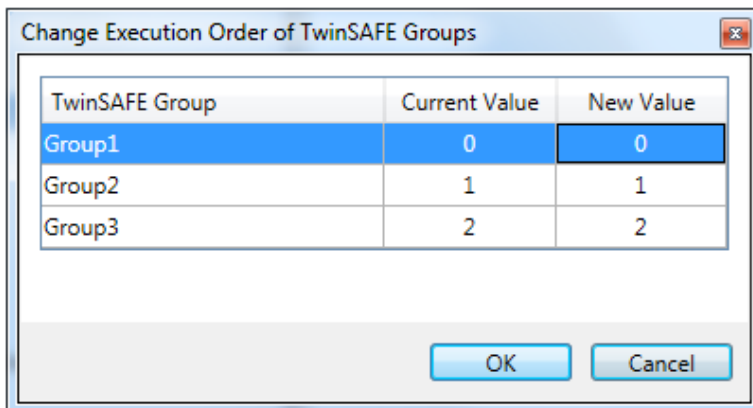 Change Execution Order of TwinSAFE Groups
TwinSAFE Group Current Value New Value
Group1 0 0
Group2 1 1
Group3 2 2
OK Cancel